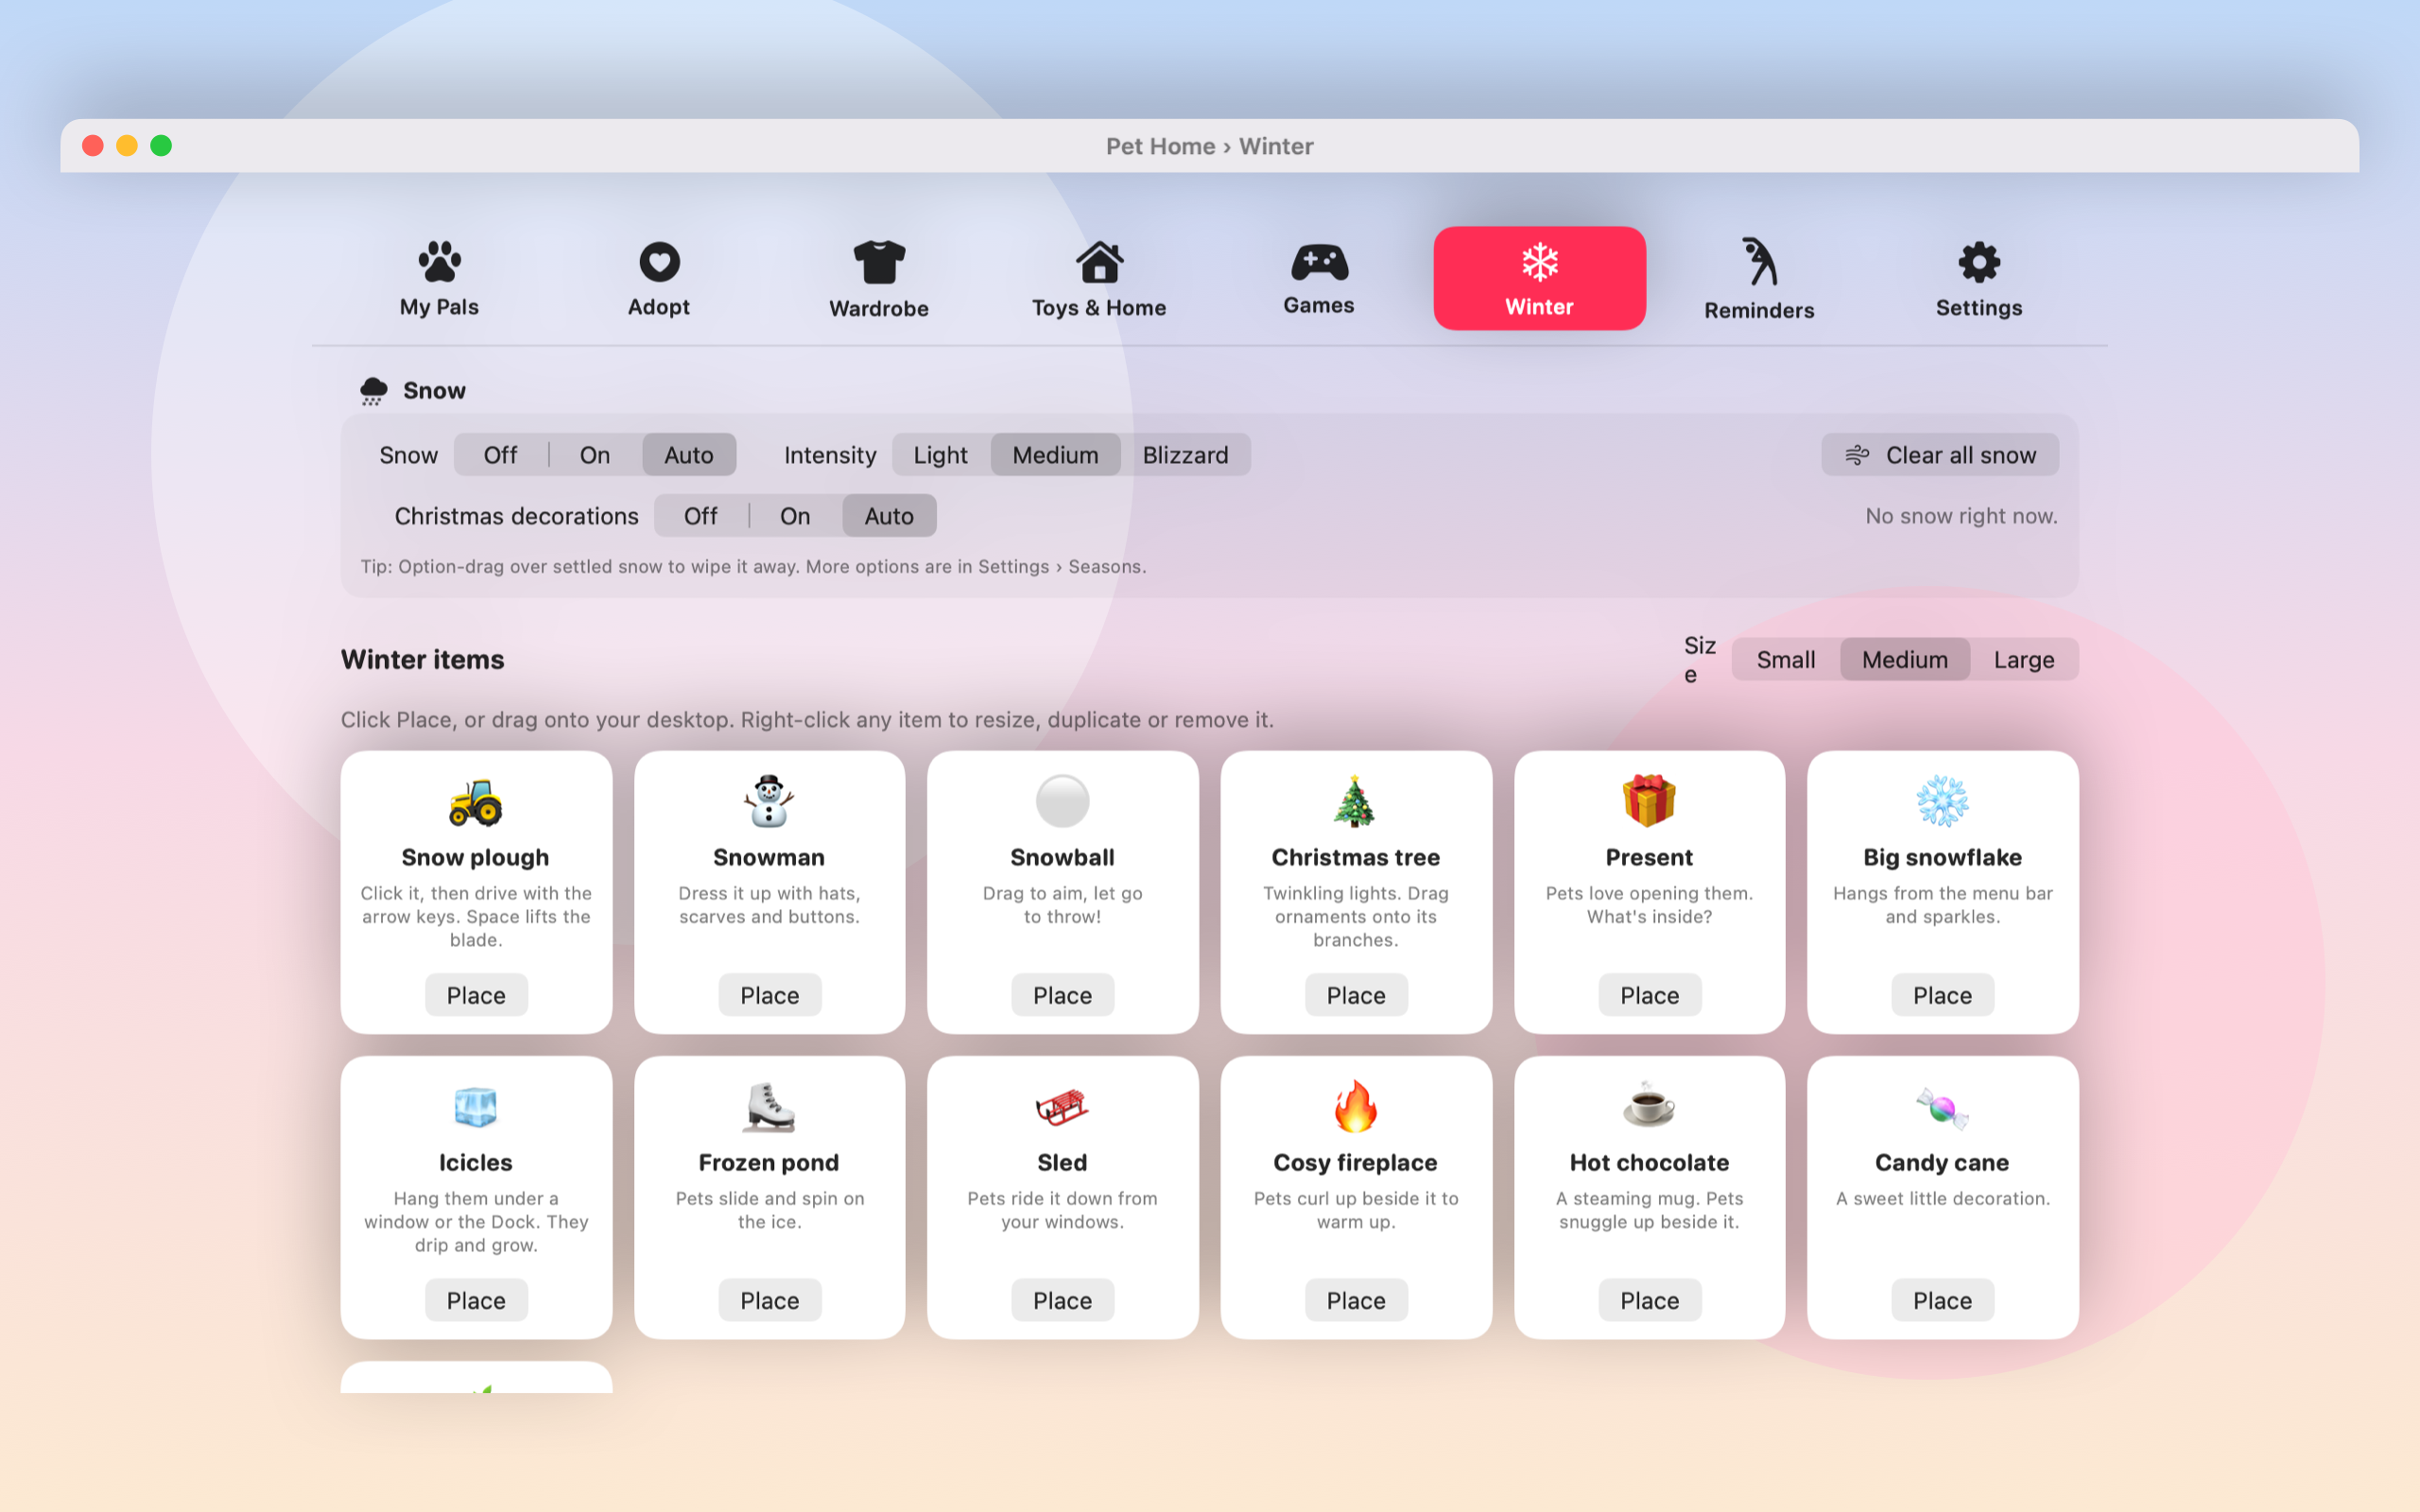 Pet Home › Winter
My Pals
Adopt
Wardrobe
Toys & Home
Games
Winter
Reminders
Settings
Snow
Snow Off On Auto Intensity Light Medium Blizzard Clear all snow
Christmas decorations Off On Auto No snow right now.
Tip: Option-drag over settled snow to wipe it away. More options are in Settings › Seasons.
Winter items
Siz
e
Small Medium Large
Click Place, or drag onto your desktop. Right-click any item to resize, duplicate or remove it.
Snow plough
Click it, then drive with the
arrow keys. Space lifts the
blade.
Place
Snowman
Dress it up with hats,
scarves and buttons.
Place
Snowball
Drag to aim, let go
to throw!
Place
Christmas tree
Twinkling lights. Drag
ornaments onto its
branches.
Place
Present
Pets love opening them.
What's inside?
Place
Big snowflake
Hangs from the menu bar
and sparkles.
Place
Icicles
Hang them under a
window or the Dock. They
drip and grow.
Place
Frozen pond
Pets slide and spin on
the ice.
Place
Sled
Pets ride it down from
your windows.
Place
Cosy fireplace
Pets curl up beside it to
warm up.
Place
Hot chocolate
A steaming mug. Pets
snuggle up beside it.
Place
Candy cane
A sweet little decoration.
Place